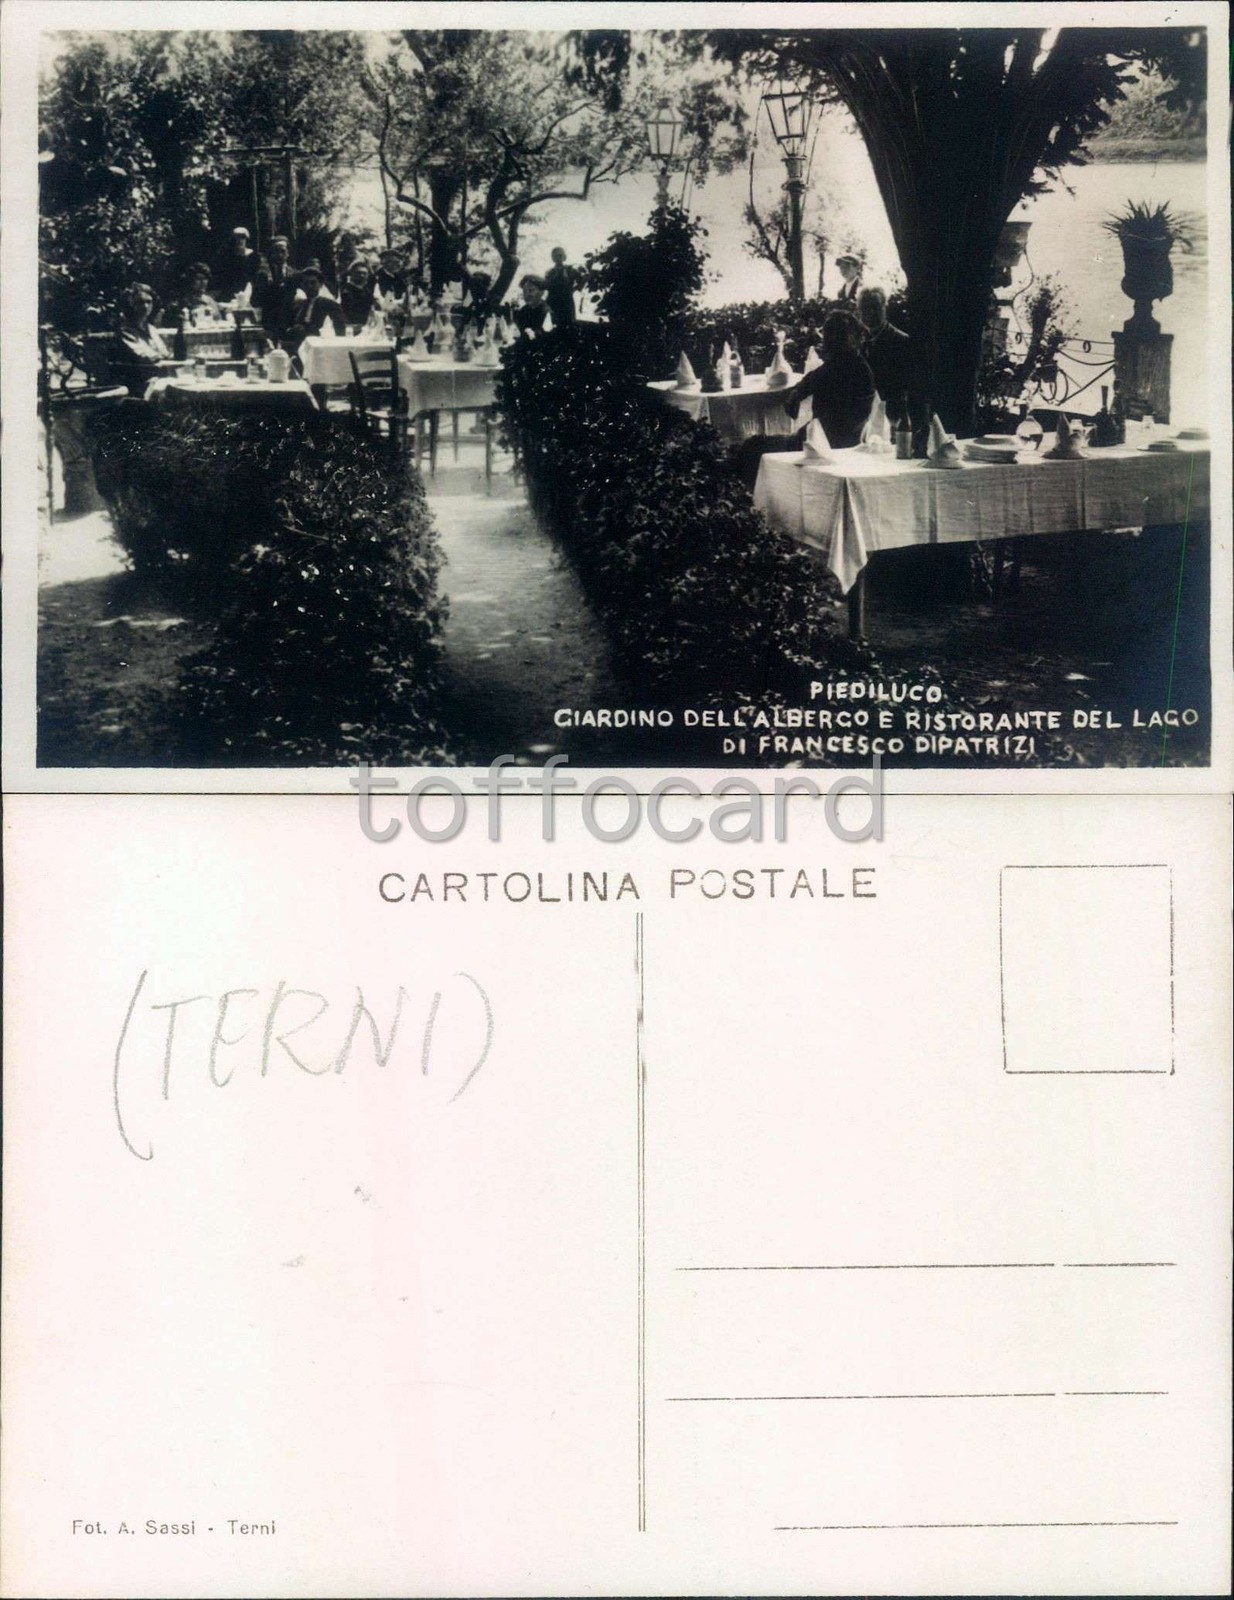 PIEDILUCO
GIARDINO DELL'ALBERGO E RISTORANTE DEL LAGO
DI FRANCESCO DIPATRIZI
toffocard
CARTOLINA POSTALE
(TERNI)
Fot. A. Sassi - Terni